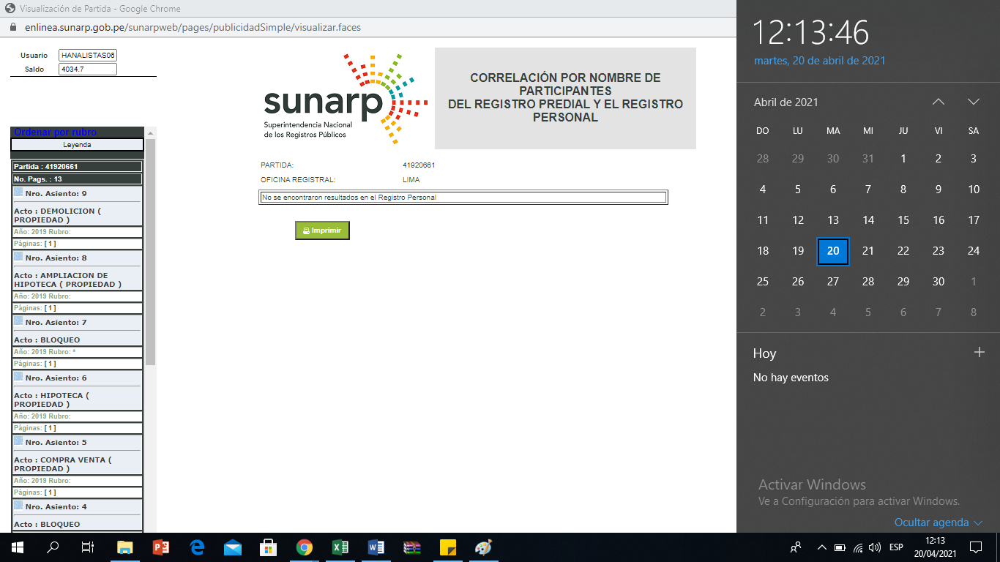 Visualización de Partida - Google Chrome
enlinea.sunarp.gob.pe/sunarpweb/pages/publicidadSimple/visualizar.faces
Usuario HANALISTAS06
Saldo 4034.7
Ordenar por rubro
Leyenda
Partida : 41920661
No. Pags. : 13
Nro. Asiento: 9
Acto : DEMOLICION (
PROPIEDAD )
Año: 2019 Rubro:
Páginas: [ 1 ]
Nro. Asiento: 8
Acto : AMPLIACION DE
HIPOTECA ( PROPIEDAD )
Año: 2019 Rubro:
Páginas: [ 1 ]
Nro. Asiento: 7
Acto : BLOQUEO
Año: 2019 Rubro: *
Páginas: [ 1 ]
Nro. Asiento: 6
Acto : HIPOTECA (
PROPIEDAD )
Año: 2019 Rubro:
Páginas: [ 1 ]
Nro. Asiento: 5
Acto : COMPRA VENTA (
PROPIEDAD )
Año: 2019 Rubro:
Páginas: [ 1 ]
Nro. Asiento: 4
Acto : BLOQUEO
sunarp
Superintendencia Nacional
de los Registros Públicos
CORRELACIÓN POR NOMBRE DE
PARTICIPANTES
DEL REGISTRO PREDIAL Y EL REGISTRO
PERSONAL
PARTIDA: 41920661
OFICINA REGISTRAL: LIMA
No se encontraron resultados en el Registro Personal
Imprimir
12:13:46
martes, 20 de abril de 2021
Abril de 2021
DO LU MA MI JU VI SA
28 29 30 31 1 2 3
4 5 6 7 8 9 10
11 12 13 14 15 16 17
18 19 20 21 22 23 24
25 26 27 28 29 30 1
2 3 4 5 6 7 8
Hoy
No hay eventos
Activar Windows
Ve a Configuración para activar Windows.
Ocultar agenda
ESP
12:13
20/04/2021